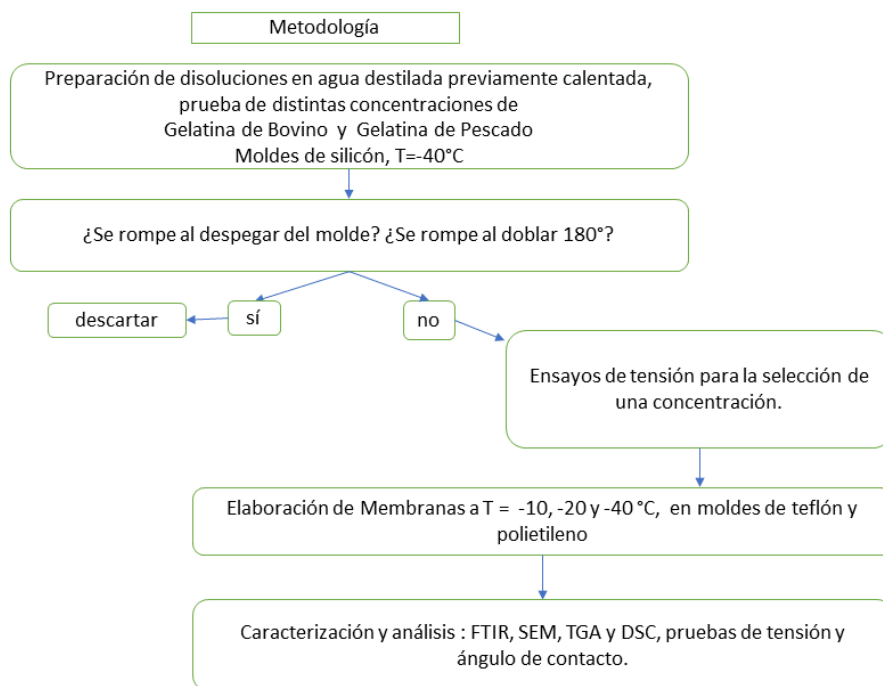 Metodología
Preparación de disoluciones en agua destilada previamente calentada,
prueba de distintas concentraciones de
Gelatina de Bovino y Gelatina de Pescado
Moldes de silicón, T=-40°C
¿Se rompe al despegar del molde? ¿Se rompe al doblar 180°?
descartar
sí
no
Ensayos de tensión para la selección de
una concentración.
Elaboración de Membranas a T = -10, -20 y -40 °C, en moldes de teflón y
polietileno
Caracterización y análisis : FTIR, SEM, TGA y DSC, pruebas de tensión y
ángulo de contacto.